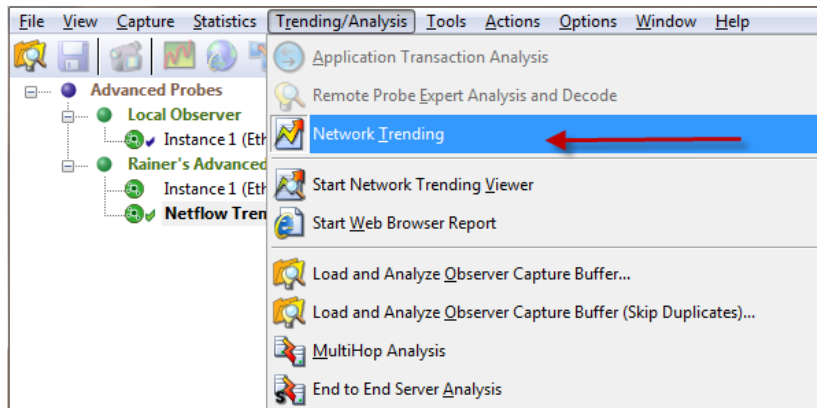 File View Capture Statistics Trending/Analysis Tools Actions Options Window Help
Application Transaction Analysis
Advanced Probes
Remote Probe Expert Analysis and Decode
Local Observer
Instance 1 (Eth
Network Trending
Rainer's Advanced
Instance 1 (Eth
Start Network Trending Viewer
Netflow Tren
Start Web Browser Report
Load and Analyze Observer Capture Buffer...
Load and Analyze Observer Capture Buffer (Skip Duplicates)...
MultiHop Analysis
End to End Server Analysis